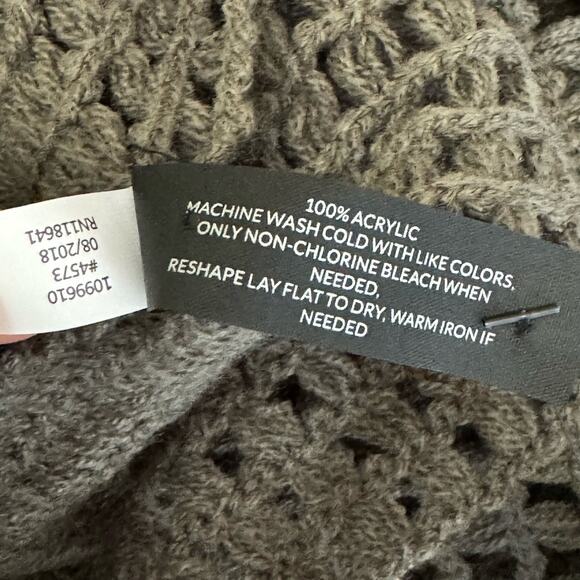 100% ACRYLIC
MACHINE WASH COLD WITH LIKE COLORS.
ONLY NON-CHLORINE BLEACH WHEN
NEEDED,
RESHAPE LAY FLAT TO DRY, WARM IRON IF
NEEDED
1099610
#4573
08/2018
RN118641